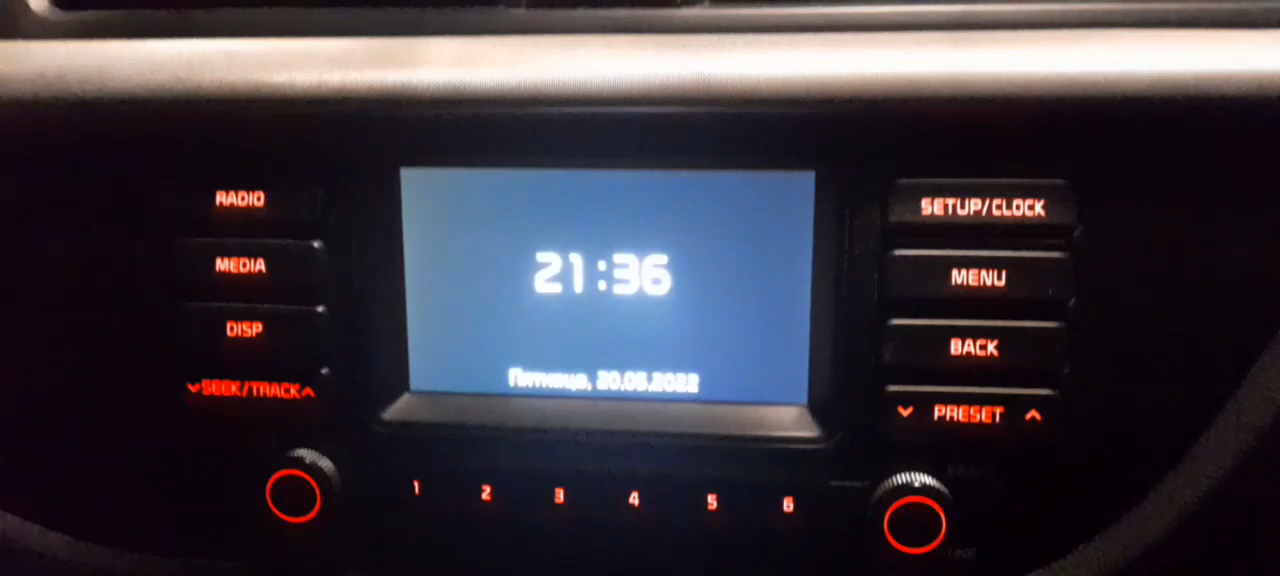 RADIO
MEDIA
DISP
SEEK/TRACK
21:36
Пятница, 20.05.2022
SETUP/CLOCK
MENU
BACK
PRESET
1 2 3 4 5 6